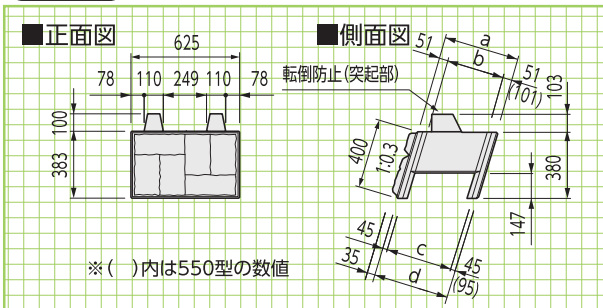 ■正面図
625
78 110 249 110 78
100
383
※( )内は550型の数値
■側面図
転倒防止(突起部)
51
a
b
51
(101)
103
400
1:0.3
380
147
45
35
c
d
45
(95)